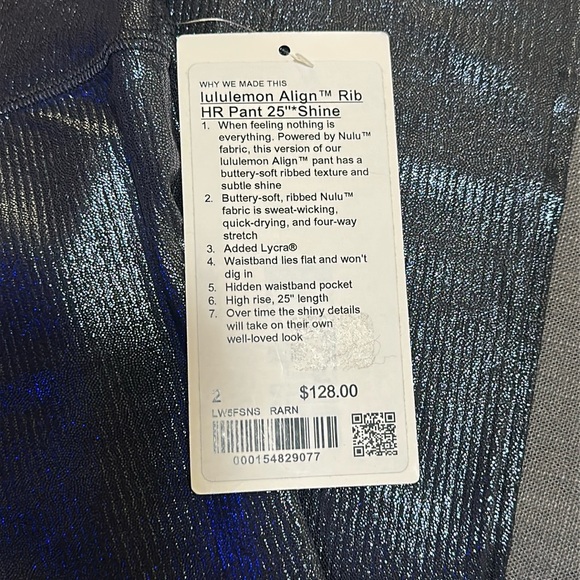 WHY WE MADE THIS
lululemon Align™ Rib
HR Pant 25"*Shine
1. When feeling nothing is
everything. Powered by Nulu™
fabric, this version of our
lululemon Align™ pant has a
buttery-soft ribbed texture and
subtle shine
2. Buttery-soft, ribbed Nulu™
fabric is sweat-wicking,
quick-drying, and four-way
stretch
3. Added Lycra®
4. Waistband lies flat and won't
dig in
5. Hidden waistband pocket
6. High rise, 25" length
7. Over time the shiny details
will take on their own
well-loved look
2 $128.00
LW5FSNS RARN
000154829077